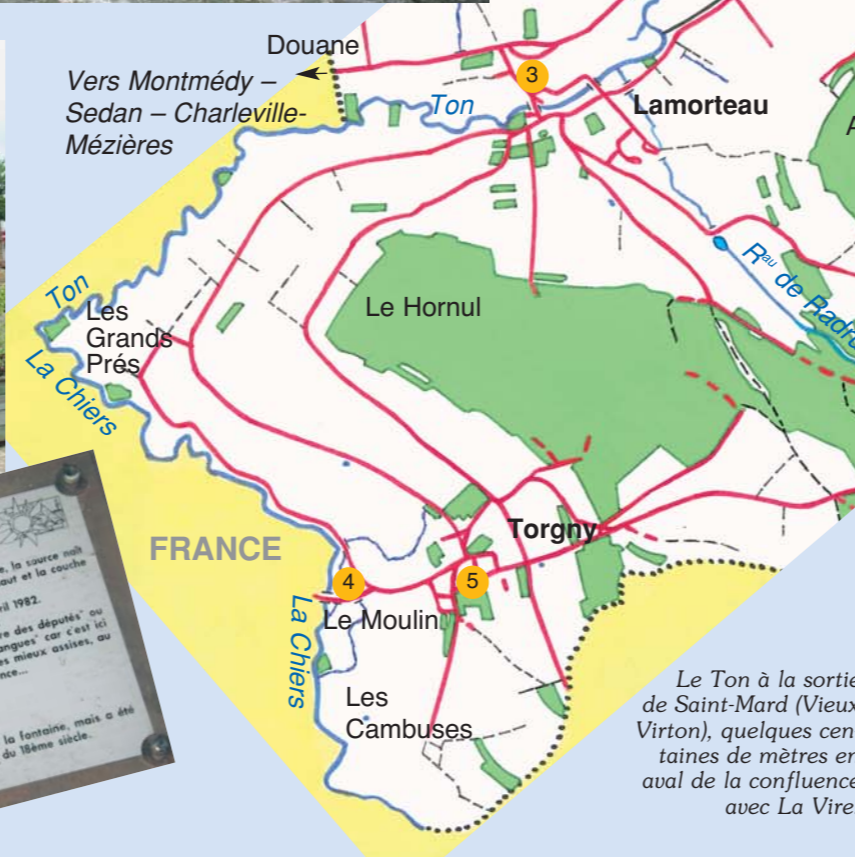 Douane
Vers Montmédy –
Sedan – Charleville-
Mézières
3
Ton
Lamorteau
A
Rau de Radru
Le Hornul
Ton
Les
Grands
Prés
La Chiers
FRANCE
Torgny
4
5
Le Moulin
La Chiers
Les
Cambuses
e, la source naît
aut et la couche
ril 1982.
re des députés" ou
angues" car c'est ici
es mieux assises, au
nce...
la fontaine, mais a été
du 18ème siècle.
Le Ton à la sortie
de Saint-Mard (Vieux
Virton), quelques cen
taines de mètres en
aval de la confluence
avec La Vire